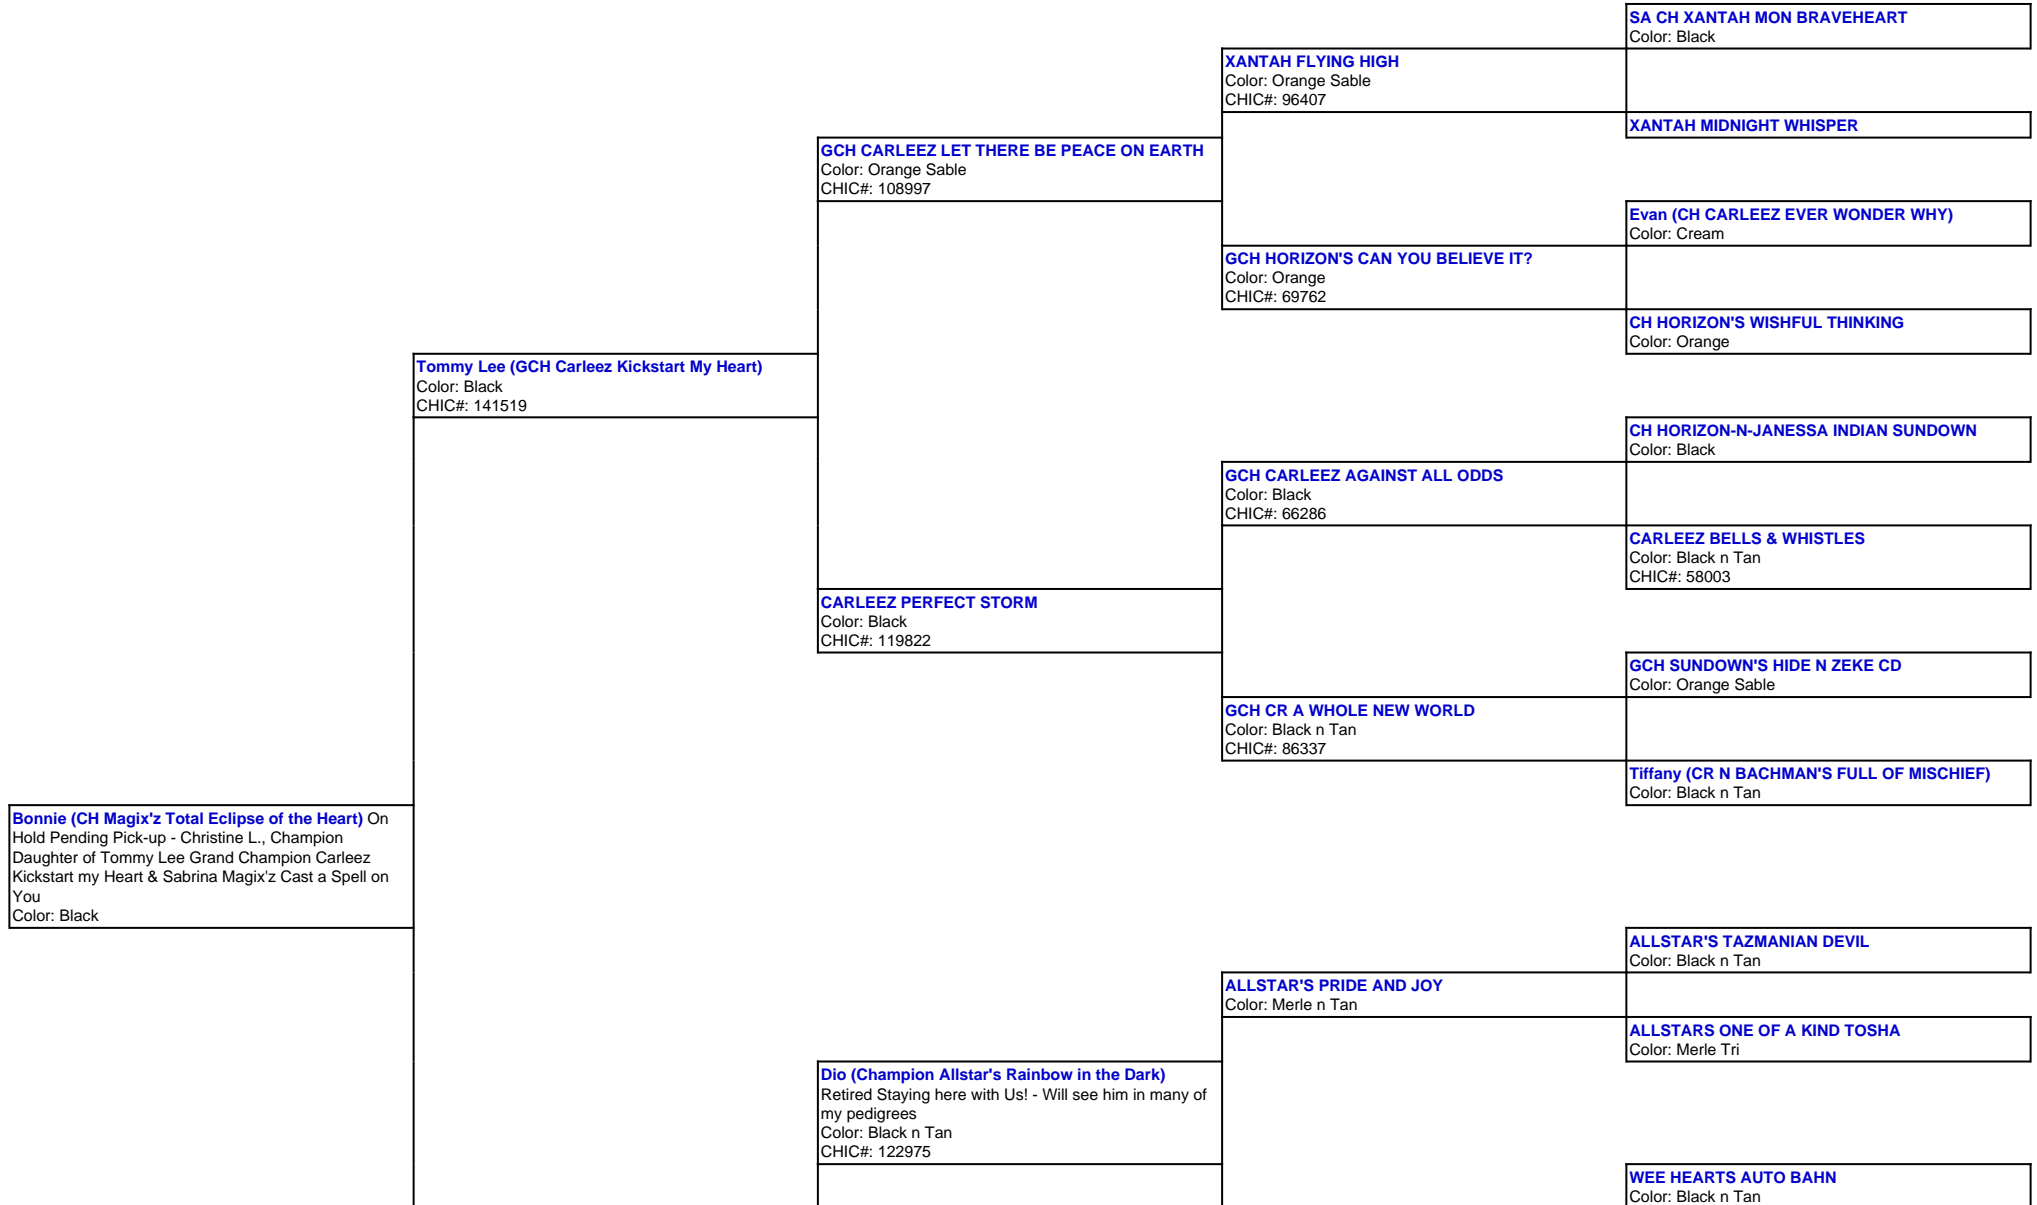 SA CH XANTAH MON BRAVEHEART
Color: Black
XANTAH FLYING HIGH
Color: Orange Sable
CHIC#: 96407
XANTAH MIDNIGHT WHISPER
GCH CARLEEZ LET THERE BE PEACE ON EARTH
Color: Orange Sable
CHIC#: 108997
Evan (CH CARLEEZ EVER WONDER WHY)
Color: Cream
GCH HORIZON'S CAN YOU BELIEVE IT?
Color: Orange
CHIC#: 69762
CH HORIZON'S WISHFUL THINKING
Color: Orange
Tommy Lee (GCH Carleez Kickstart My Heart)
Color: Black
CHIC#: 141519
CH HORIZON-N-JANESSA INDIAN SUNDOWN
Color: Black
GCH CARLEEZ AGAINST ALL ODDS
Color: Black
CHIC#: 66286
CARLEEZ BELLS & WHISTLES
Color: Black n Tan
CHIC#: 58003
CARLEEZ PERFECT STORM
Color: Black
CHIC#: 119822
GCH SUNDOWN'S HIDE N ZEKE CD
Color: Orange Sable
GCH CR A WHOLE NEW WORLD
Color: Black n Tan
CHIC#: 86337
Tiffany (CR N BACHMAN'S FULL OF MISCHIEF)
Color: Black n Tan
Bonnie (CH Magix'z Total Eclipse of the Heart) On
Hold Pending Pick-up - Christine L., Champion
Daughter of Tommy Lee Grand Champion Carleez
Kickstart my Heart & Sabrina Magix'z Cast a Spell on
You
Color: Black
ALLSTAR'S TAZMANIAN DEVIL
Color: Black n Tan
ALLSTAR'S PRIDE AND JOY
Color: Merle n Tan
ALLSTARS ONE OF A KIND TOSHA
Color: Merle Tri
Dio (Champion Allstar's Rainbow in the Dark)
Retired Staying here with Us! - Will see him in many of
my pedigrees
Color: Black n Tan
CHIC#: 122975
WEE HEARTS AUTO BAHN
Color: Black n Tan